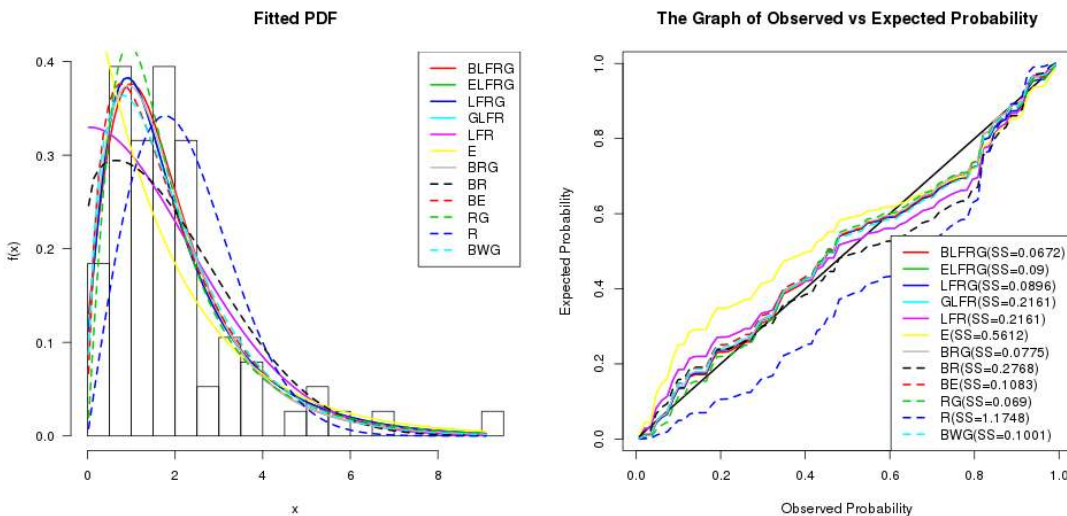 Fitted PDF
0.4
0.3
0.2
0.1
0.0
f(x)
0
2
4
6
8
x
BLFRG
ELFRG
LFRG
GLFR
LFR
E
BRG
BR
BE
RG
R
BWG
The Graph of Observed vs Expected Probability
1.0
0.8
0.6
0.4
0.2
0.0
Expected Probability
0.0
0.2
0.4
0.6
0.8
1.0
Observed Probability
BLFRG(SS=0.0672)
ELFRG(SS=0.09)
LFRG(SS=0.0896)
GLFR(SS=0.2161)
LFR(SS=0.2161)
E(SS=0.5612)
BRG(SS=0.0775)
BR(SS=0.2768)
BE(SS=0.1083)
RG(SS=0.069)
R(SS=1.1748)
BWG(SS=0.1001)